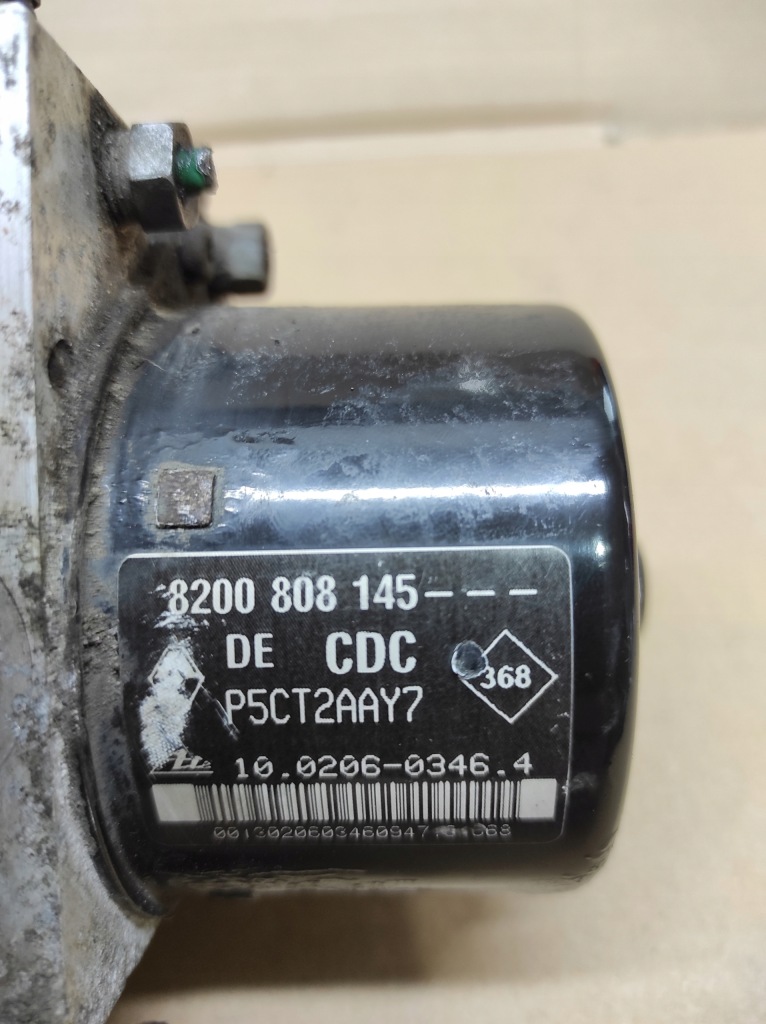 8200 808 145---
DE CDC
368
P5CT2AAY7
10.0206-0346.4